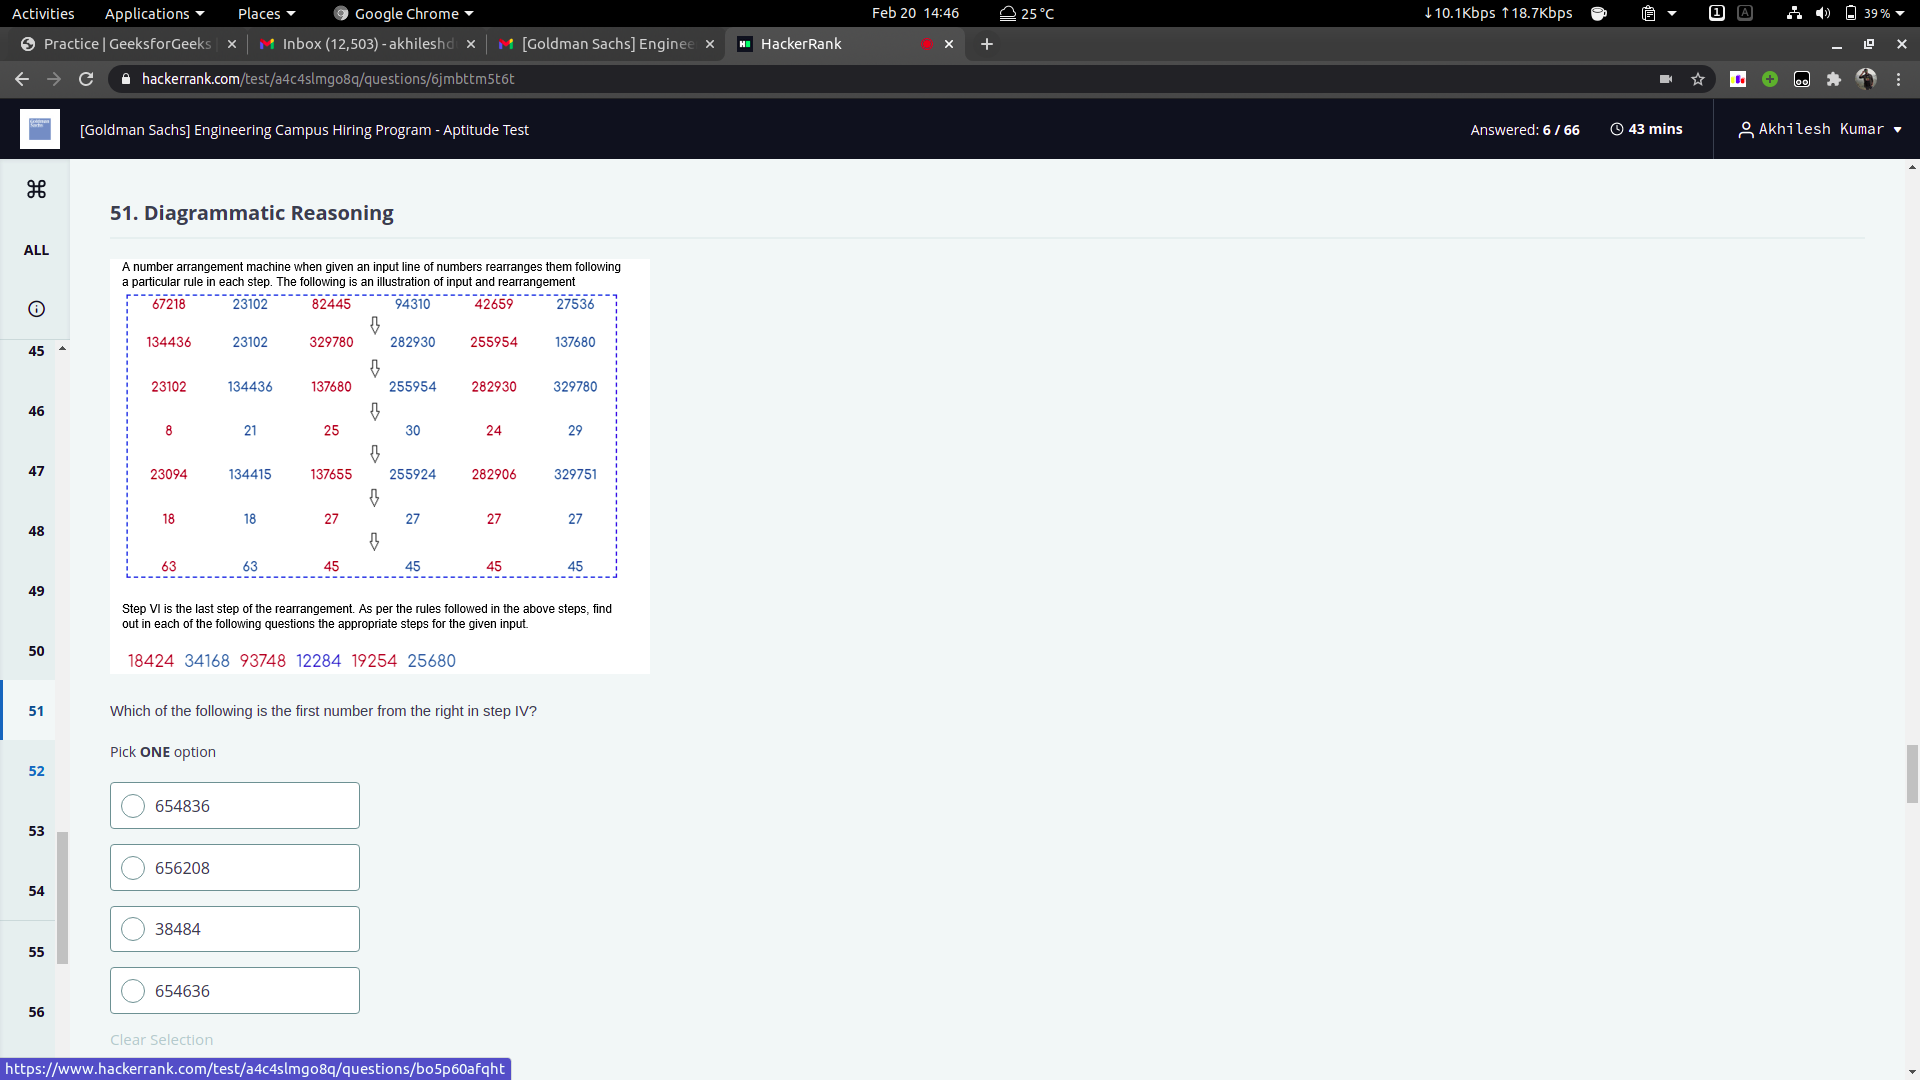 Activities Applications Places Google Chrome Feb 20 14:46 25 °C ↓10.1Kbps ↑18.7Kbps 1 A 39 %
Practice | GeeksforGeeks Inbox (12,503) - akhileshd [Goldman Sachs] Enginee HackerRank
hackerrank.com/test/a4c4slmgo8q/questions/6jmbttm5t6t
[Goldman Sachs] Engineering Campus Hiring Program - Aptitude Test Answered: 6 / 66 43 mins Akhilesh Kumar
ALL
45
46
47
48
49
50
51
52
53
54
55
56
51. Diagrammatic Reasoning
A number arrangement machine when given an input line of numbers rearranges them following
a particular rule in each step. The following is an illustration of input and rearrangement
67218 23102 82445 94310 42659 27536
134436 23102 329780 282930 255954 137680
23102 134436 137680 255954 282930 329780
8 21 25 30 24 29
23094 134415 137655 255924 282906 329751
18 18 27 27 27 27
63 63 45 45 45 45
Step VI is the last step of the rearrangement. As per the rules followed in the above steps, find
out in each of the following questions the appropriate steps for the given input.
18424 34168 93748 12284 19254 25680
Which of the following is the first number from the right in step IV?
Pick ONE option
654836
656208
38484
654636
Clear Selection
https://www.hackerrank.com/test/a4c4slmgo8q/questions/bo5p60afqht